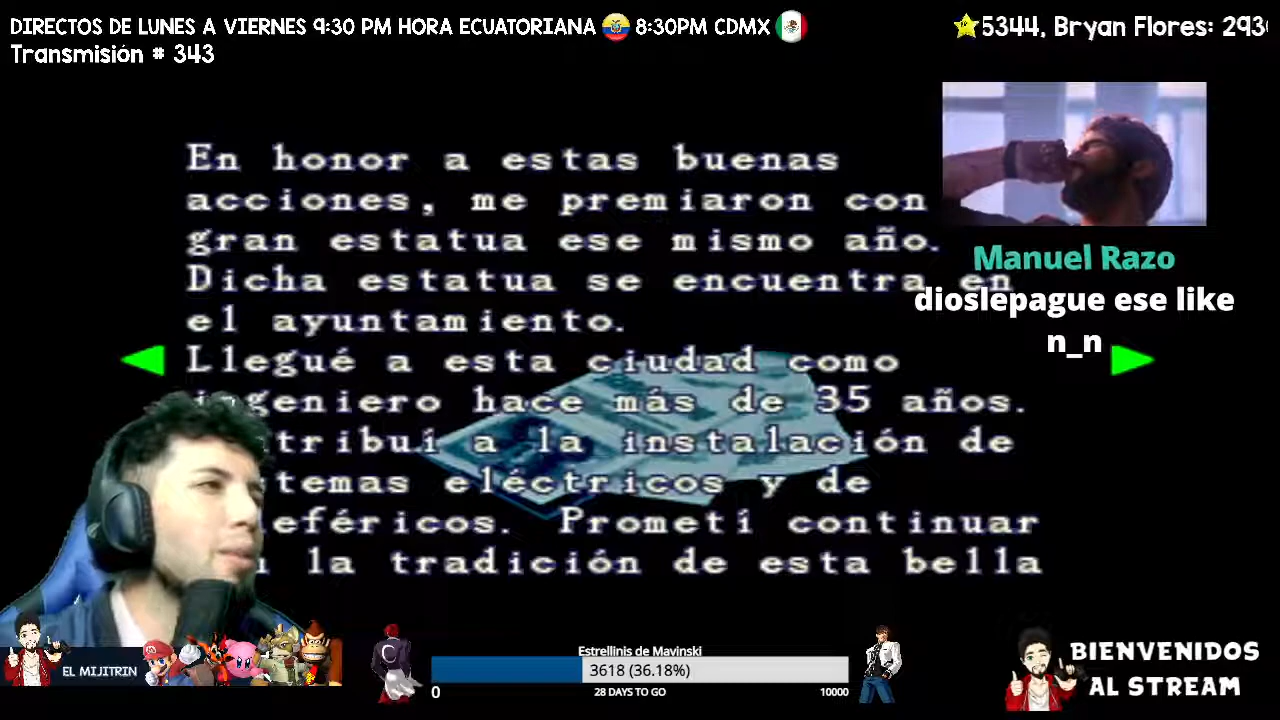 DIRECTOS DE LUNES A VIERNES 9:30 PM HORA ECUATORIANA 8:30PM CDMX
Transmisión # 343
5344, Bryan Flores: 293
En honor a estas buenas
acciones, me premiaron con
gran estatua ese mismo año.
Dicha estatua se encuentra en
el ayuntamiento.
Llegué a esta ciudad como
ingeniero hace más de 35 años.
tribuí a la instalación de
temas eléctricos y de
eféricos. Prometí continuar
la tradición de esta bella
Manuel Razo
dioslepague ese like
n_n
EL MIJITRIN
C
Estrellinis de Mavinski
3618 (36.18%)
0
28 DAYS TO GO
10000
BIENVENIDOS
AL STREAM